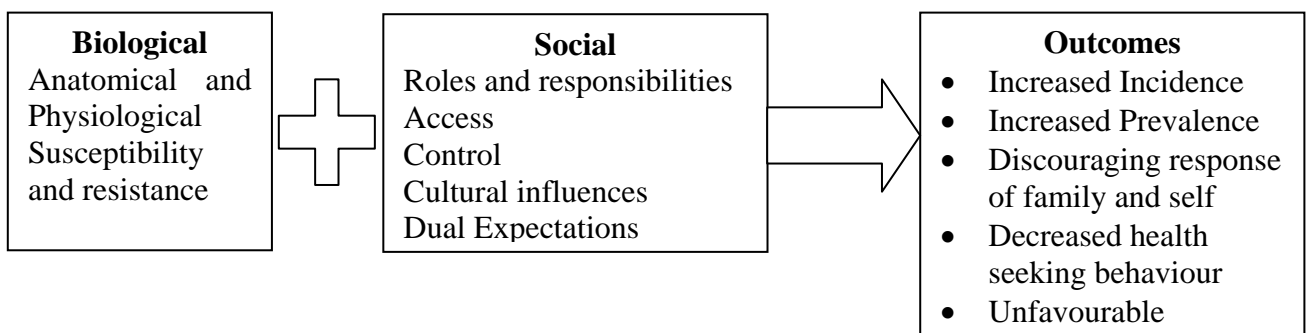 Biological
Anatomical and
Physiological
Susceptibility
and resistance
Social
Roles and responsibilities
Access
Control
Cultural influences
Dual Expectations
Outcomes
• Increased Incidence
• Increased Prevalence
• Discouraging response
of family and self
• Decreased health
seeking behaviour
• Unfavourable